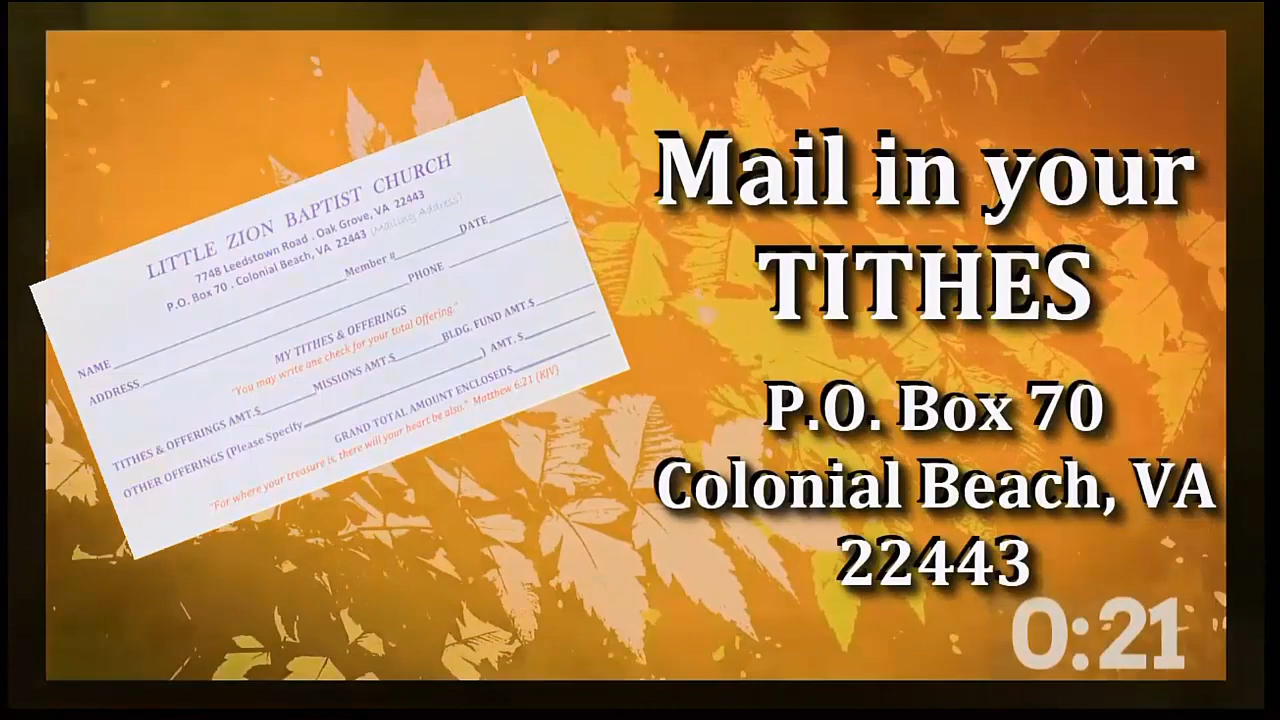 LITTLE ZION BAPTIST CHURCH
7748 Leedstown Road . Oak Grove, VA 22443
P.O. Box 70 . Colonial Beach, VA 22443 (Mailing Address)
NAME Member # DATE
ADDRESS PHONE
MY TITHES & OFFERINGS
"You may write one check for your total Offering."
TITHES & OFFERINGS AMT.$ MISSIONS AMT.$ BLDG. FUND AMT.$
OTHER OFFERINGS (Please Specify ) AMT. $
GRAND TOTAL AMOUNT ENCLOSED$
"For where your treasure is, there will your heart be also." Matthew 6:21 (KJV)
Mail in your
TITHES
P.O. Box 70
Colonial Beach, VA
22443
0:21